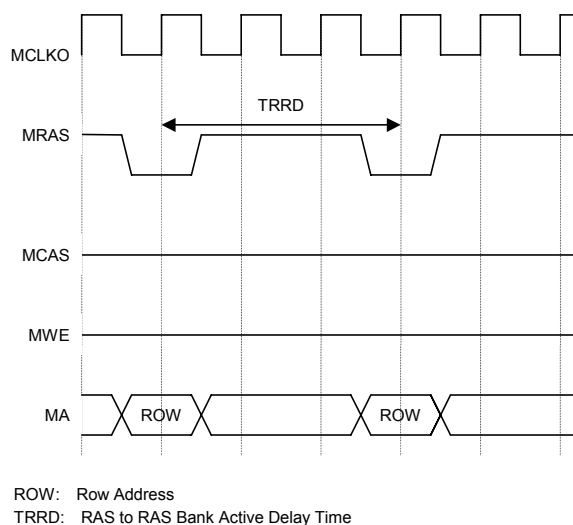 MCLKO
TRRD
MRAS
MCAS
MWE
MA ROW ROW
ROW: Row Address
TRRD: RAS to RAS Bank Active Delay Time